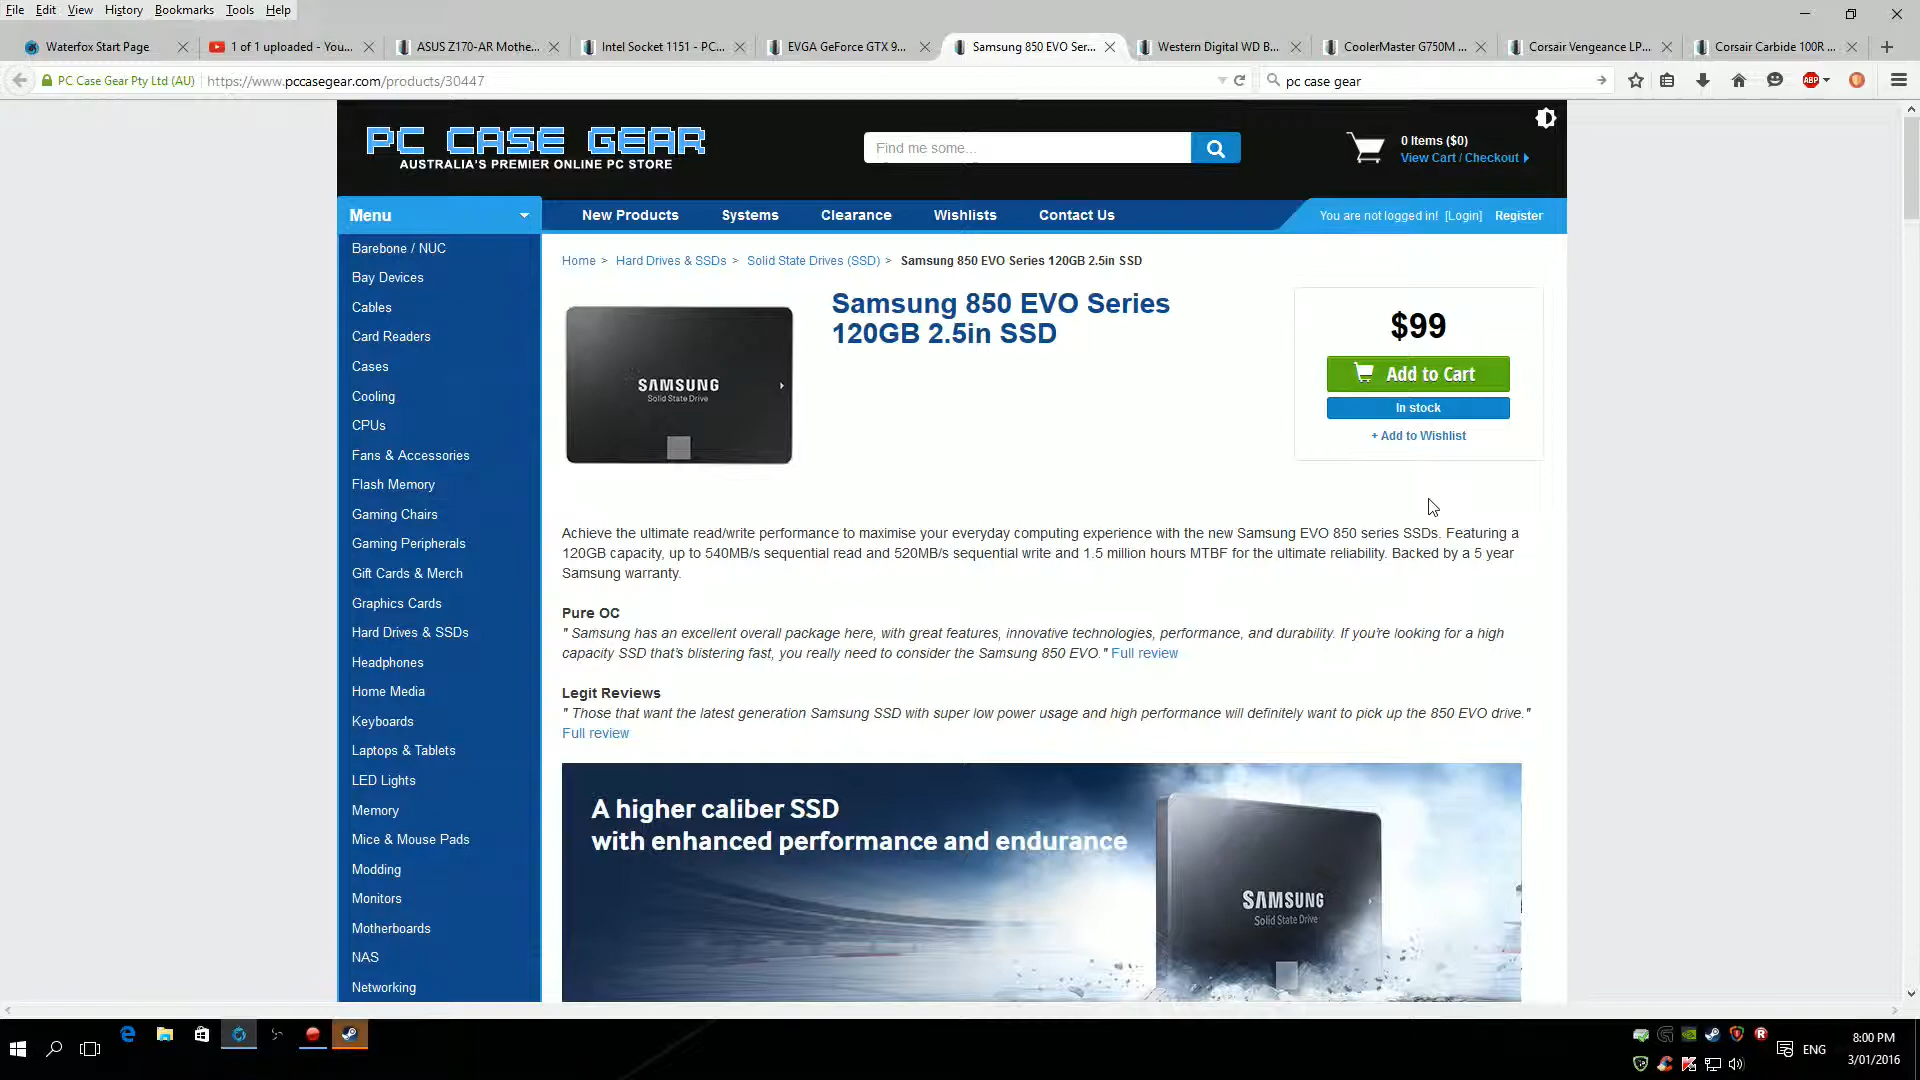 File Edit View History Bookmarks Tools Help
Waterfox Start Page
1 of 1 uploaded - You...
ASUS Z170-AR Mothe...
Intel Socket 1151 - PC...
EVGA GeForce GTX 9...
Samsung 850 EVO Ser...
Western Digital WD B...
CoolerMaster G750M ...
Corsair Vengeance LP...
Corsair Carbide 100R ...
PC Case Gear Pty Ltd (AU)
https://www.pccasegear.com/products/30447
pc case gear
ABP
PC CASE GEAR
AUSTRALIA'S PREMIER ONLINE PC STORE
Find me some...
0 Items ($0)
View Cart / Checkout
Menu
New Products Systems Clearance Wishlists Contact Us
You are not logged in! [Login] Register
Barebone / NUC
Bay Devices
Cables
Card Readers
Cases
Cooling
CPUs
Fans & Accessories
Flash Memory
Gaming Chairs
Gaming Peripherals
Gift Cards & Merch
Graphics Cards
Hard Drives & SSDs
Headphones
Home Media
Keyboards
Laptops & Tablets
LED Lights
Memory
Mice & Mouse Pads
Modding
Monitors
Motherboards
NAS
Networking
Home > Hard Drives & SSDs > Solid State Drives (SSD) > Samsung 850 EVO Series 120GB 2.5in SSD
SAMSUNG
Solid State Drive
Samsung 850 EVO Series
120GB 2.5in SSD
$99
Add to Cart
In stock
+ Add to Wishlist
Achieve the ultimate read/write performance to maximise your everyday computing experience with the new Samsung EVO 850 series SSDs. Featuring a
120GB capacity, up to 540MB/s sequential read and 520MB/s sequential write and 1.5 million hours MTBF for the ultimate reliability. Backed by a 5 year
Samsung warranty.
Pure OC
" Samsung has an excellent overall package here, with great features, innovative technologies, performance, and durability. If you're looking for a high
capacity SSD that's blistering fast, you really need to consider the Samsung 850 EVO." Full review
Legit Reviews
" Those that want the latest generation Samsung SSD with super low power usage and high performance will definitely want to pick up the 850 EVO drive."
Full review
A higher caliber SSD
with enhanced performance and endurance
SAMSUNG
Solid State Drive
ENG
8:00 PM
3/01/2016